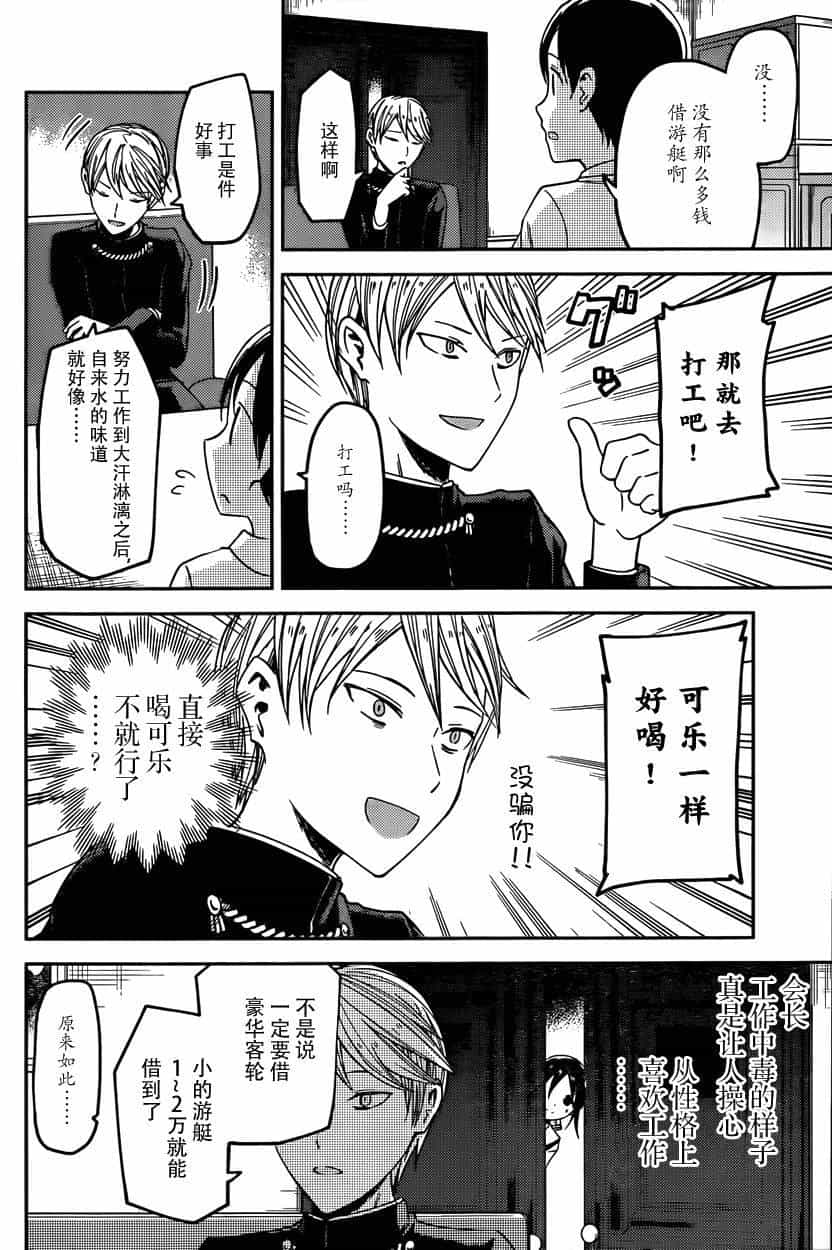 没……
没有那么多钱
借游艇啊
这样啊
那就去
打工吧！
グッ
打工吗……
打工是件
好事
努力工作到大汗淋漓之后，
自来水的味道
就好像……
可乐一样
好喝！
没骗你!!
直接
喝可乐
不就行了
……?
会长
工作中毒的样子
真是让人操心
……
从性格上
喜欢工作
不是说
一定要借
豪华客轮
小的游艇
1~2万就能
借到了
原来如此……